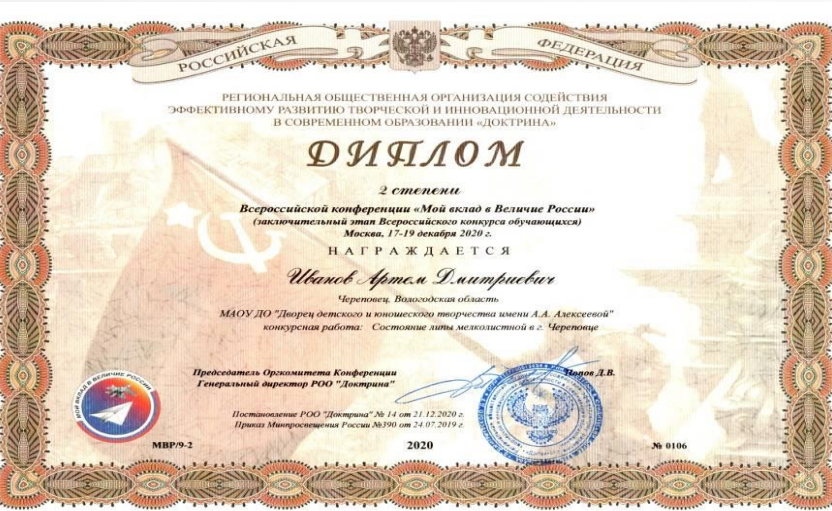 РОССИЙСКАЯ ФЕДЕРАЦИЯ
РЕГИОНАЛЬНАЯ ОБЩЕСТВЕННАЯ ОРГАНИЗАЦИЯ СОДЕЙСТВИЯ
ЭФФЕКТИВНОМУ РАЗВИТИЮ ТВОРЧЕСКОЙ И ИННОВАЦИОННОЙ ДЕЯТЕЛЬНОСТИ
В СОВРЕМЕННОМ ОБРАЗОВАНИИ «ДОКТРИНА»
ДИПЛОМ
2 степени
Всероссийской конференции «Мой вклад в Величие России»
(заключительный этап Всероссийского конкурса обучающихся)
Москва, 17-19 декабря 2020 г.
НАГРАЖДАЕТСЯ
Иванов Артем Дмитриевич
Череповец, Вологодская область
МАОУ ДО "Дворец детского и юношеского творчества имени А.А. Алексеевой"
конкурсная работа: Состояние липы мелколистной в г. Череповце
Председатель Оргкомитета Конференции
Генеральный директор РОО "Доктрина"
Попов Д.В.
МОЙ ВКЛАД В ВЕЛИЧИЕ РОССИИ
Постановление РОО "Доктрина" № 14 от 21.12.2020 г.
Приказ Минпросвещения России №390 от 24.07.2019 г.
МВР/9-2 2020 № 0106